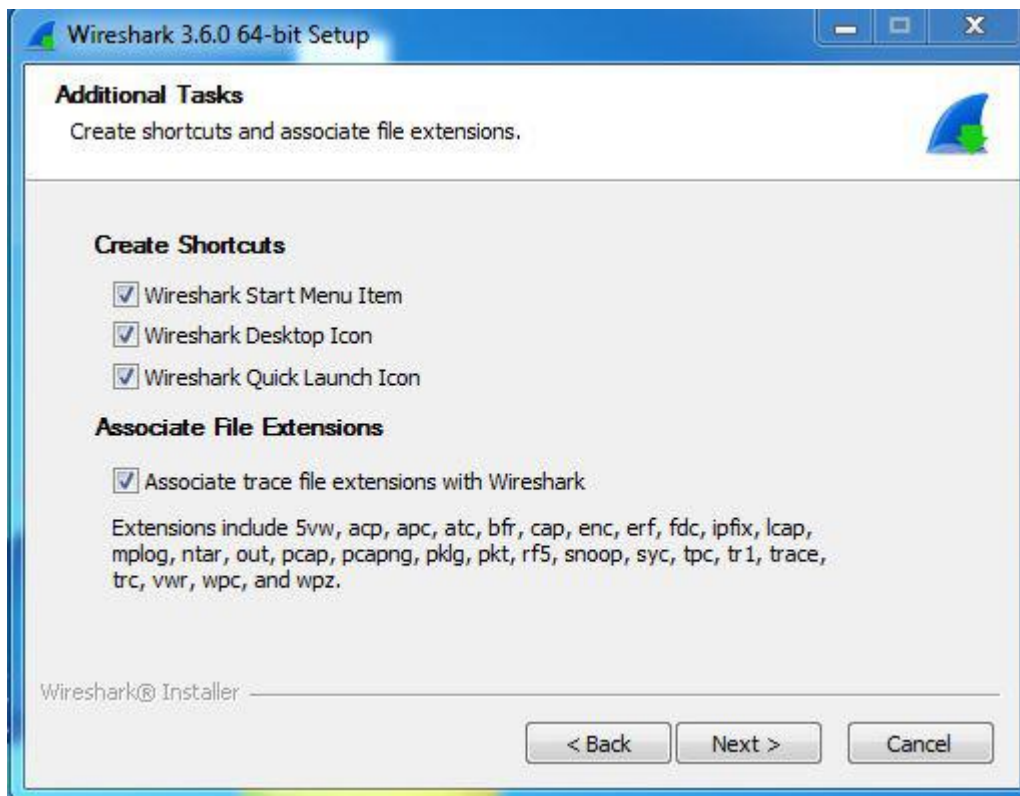 Wireshark 3.6.0 64-bit Setup
Additional Tasks
Create shortcuts and associate file extensions.
Create Shortcuts
Wireshark Start Menu Item
Wireshark Desktop Icon
Wireshark Quick Launch Icon
Associate File Extensions
Associate trace file extensions with Wireshark
Extensions include 5vw, acp, apc, atc, bfr, cap, enc, erf, fdc, ipfix, lcap,
mplog, ntar, out, pcap, pcapng, pklg, pkt, rf5, snoop, syc, tpc, tr1, trace,
trc, vwr, wpc, and wpz.
Wireshark® Installer
< Back Next > Cancel